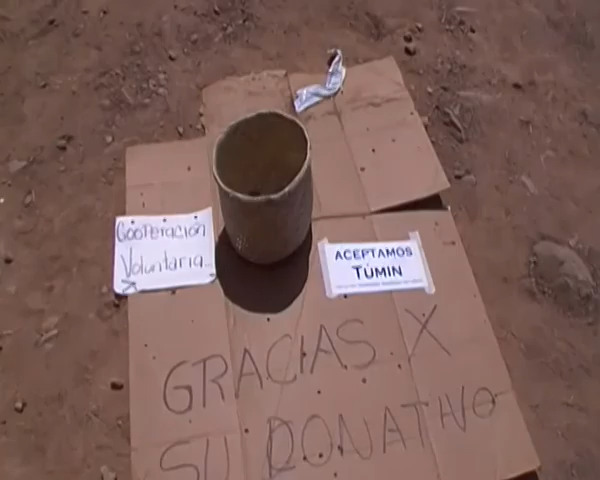 Cooperación
Voluntaria
ACEPTAMOS
TÚMIN
GRACIAS X
SU DONATIVO